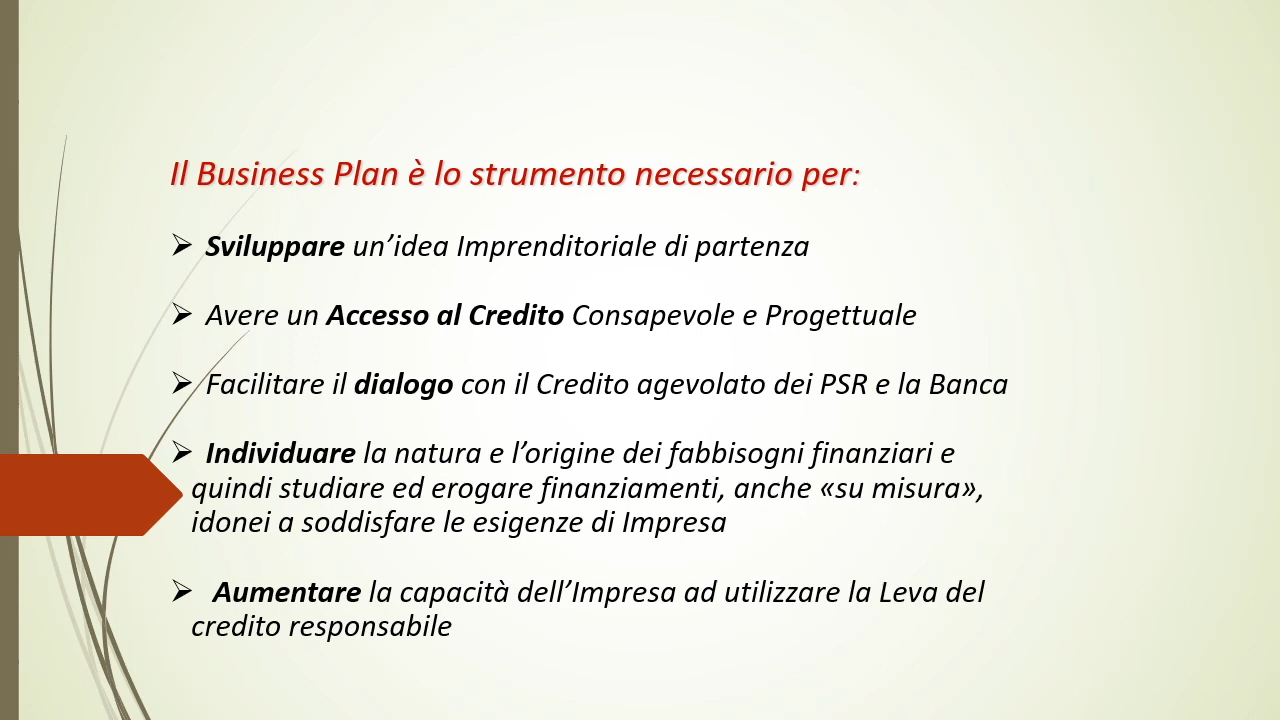 Il Business Plan è lo strumento necessario per:
➢ Sviluppare un’idea Imprenditoriale di partenza
➢ Avere un Accesso al Credito Consapevole e Progettuale
➢ Facilitare il dialogo con il Credito agevolato dei PSR e la Banca
➢ Individuare la natura e l’origine dei fabbisogni finanziari e
quindi studiare ed erogare finanziamenti, anche «su misura»,
idonei a soddisfare le esigenze di Impresa
➢ Aumentare la capacità dell’Impresa ad utilizzare la Leva del
credito responsabile